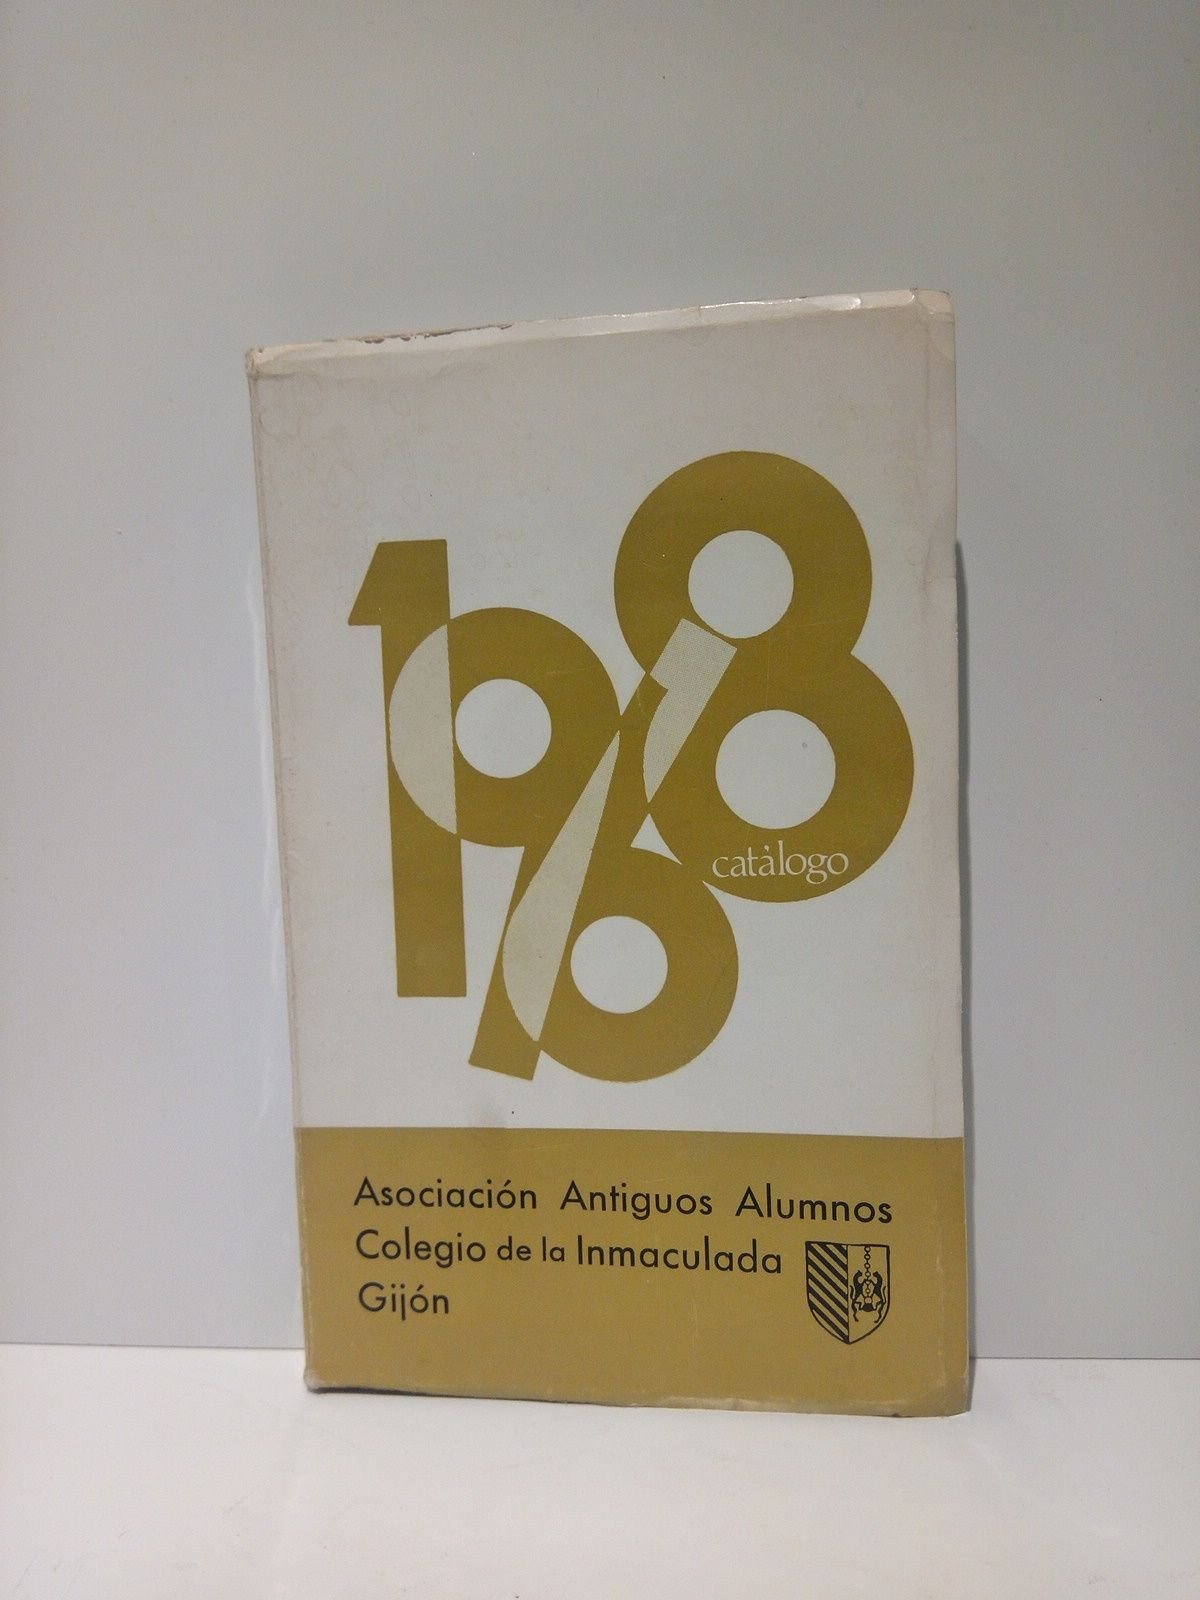 1968
catálogo
Asociación Antiguos Alumnos
Colegio de la Inmaculada
Gijón